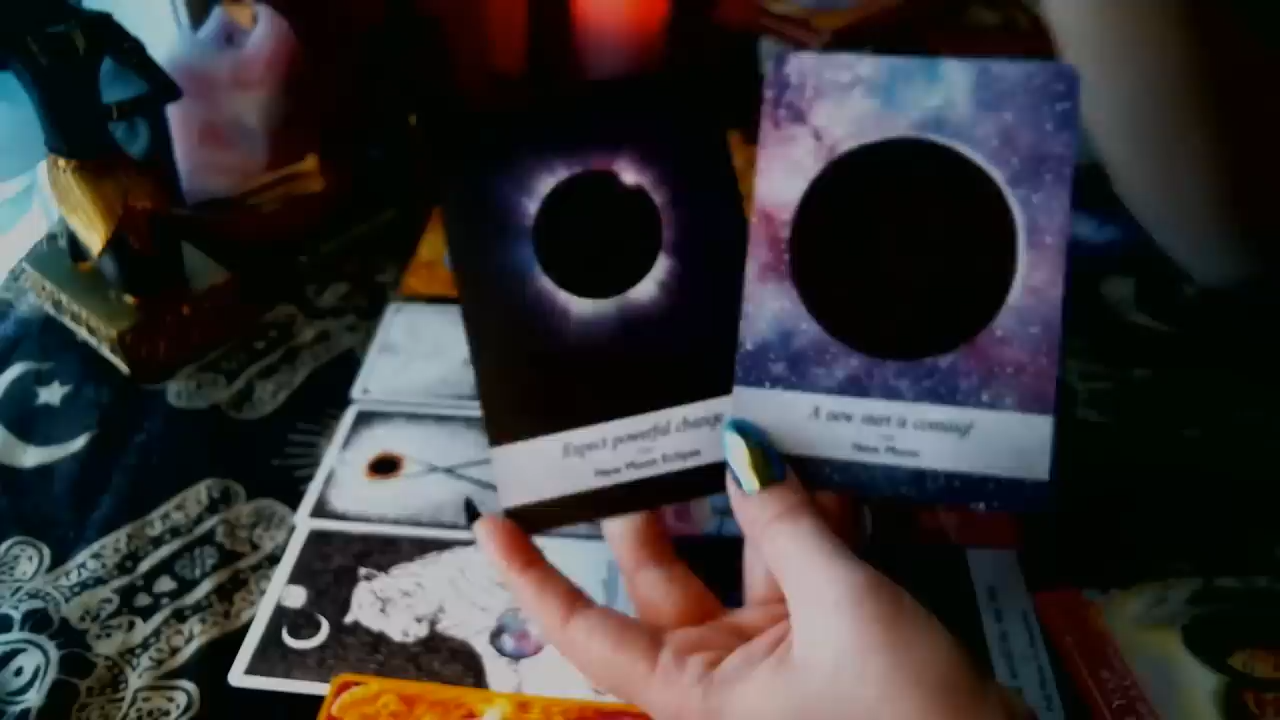 Expect powerful change
New Moon Eclipse
A new start is coming!
New Moon